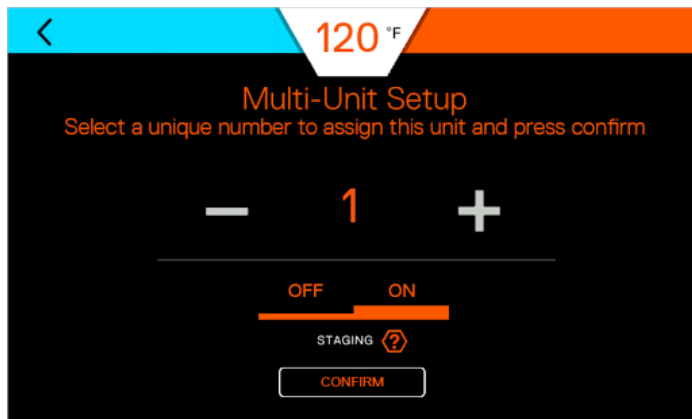 120 °F
Multi-Unit Setup
Select a unique number to assign this unit and press confirm
− 1 +
OFF ON
STAGING ?
CONFIRM